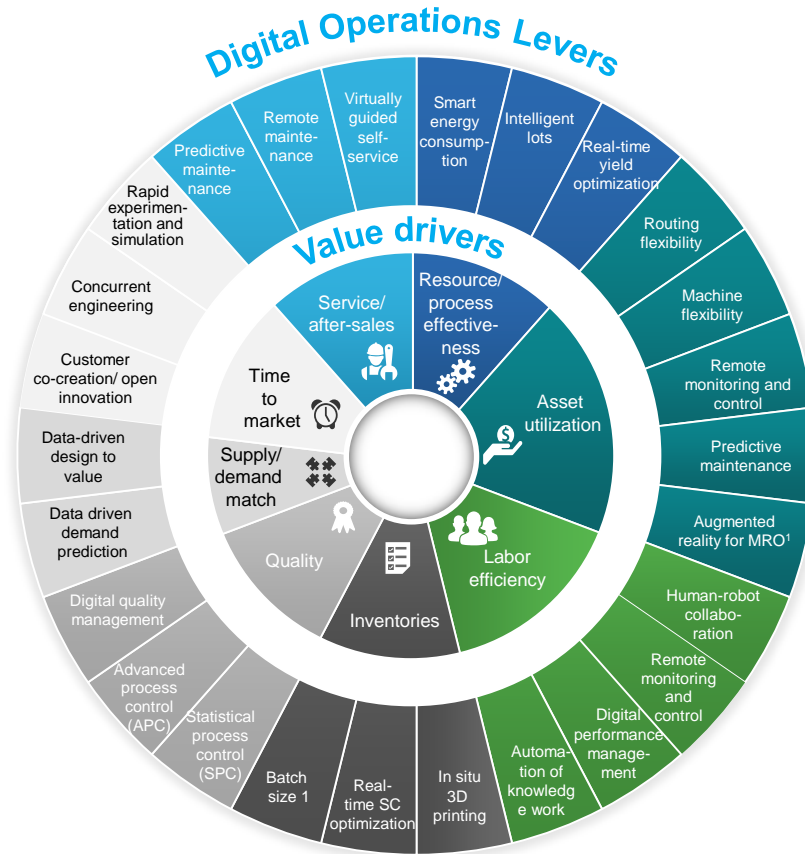 Digital Operations Levers
Smart
energy
consump-
tion
Intelligent
lots
Real-time
yield
optimization
Routing
flexibility
Machine
flexibility
Remote
monitoring and
control
Predictive
maintenance
Augmented
reality for MRO¹
Human-robot
collabo-
ration
Remote
monitoring
and
control
Digital
performance
manage-
ment
Automa-
tion of
knowledg
e work
In situ
3D
printing
Real-
time SC
optimization
Batch
size 1
Statistical
process
control
(SPC)
Advanced
process
control
(APC)
Digital quality
management
Data driven
demand
prediction
Data-driven
design to
value
Customer
co-creation/ open
innovation
Concurrent
engineering
Rapid
experimen-
tation and
simulation
Predictive
mainte-
nance
Remote
mainte-
nance
Virtually
guided
self-
service
Value drivers
Resource/
process
effective-
ness
Asset
utilization
$
Labor
efficiency
Inventories
Quality
Supply/
demand
match
Time
to
market
Service/
after-sales